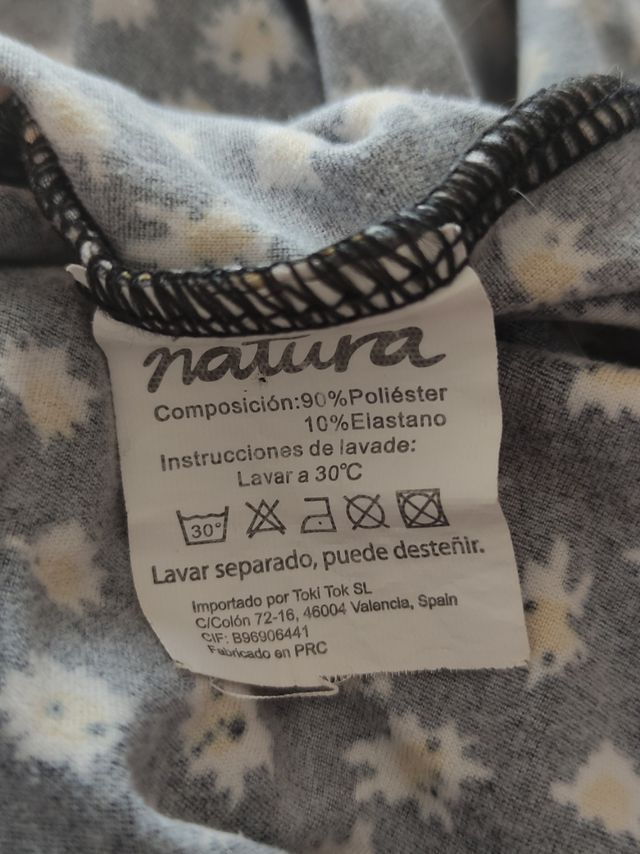 natura
Composición:90%Poliéster
10%Elastano
Instrucciones de lavade:
Lavar a 30°C
30°
Lavar separado, puede desteñir.
Importado por Toki Tok SL
C/Colón 72-16, 46004 Valencia, Spain
CIF: B96906441
Fabricado en PRC